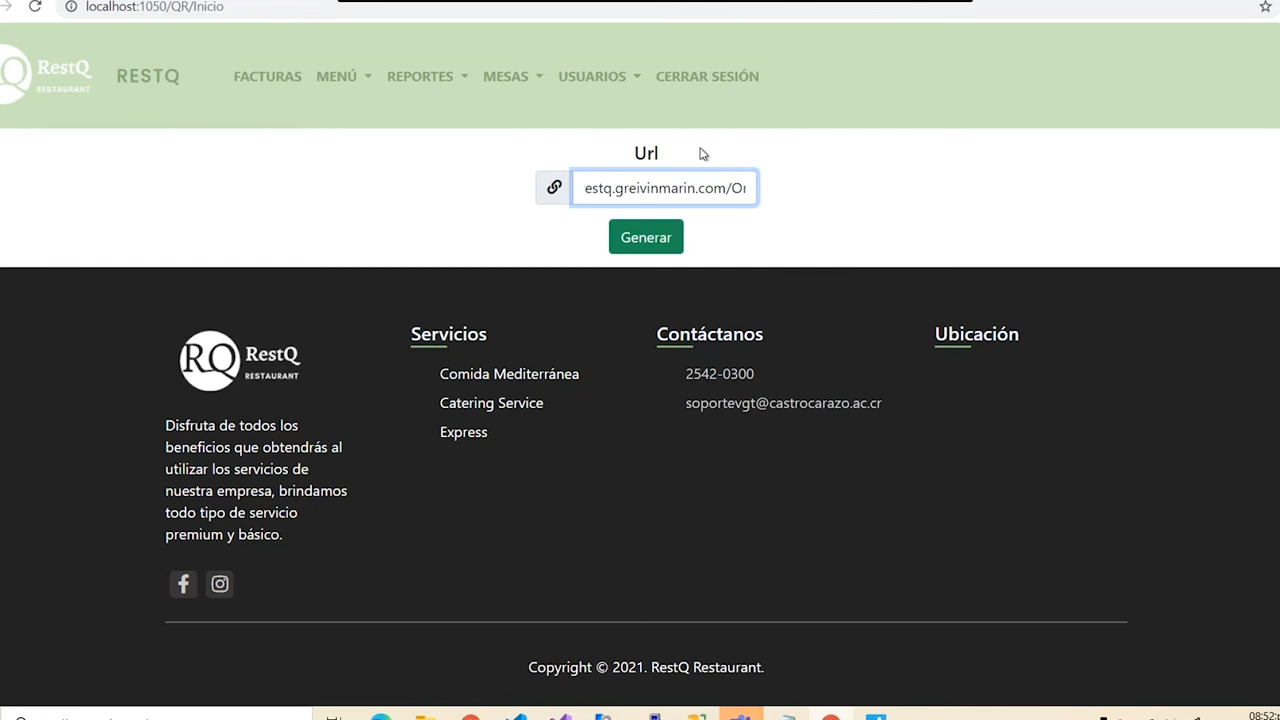 localhost:1050/QR/Inicio
RestQ
RESTAURANT
RESTQ
FACTURAS MENÚ REPORTES MESAS USUARIOS CERRAR SESIÓN
Url
estq.greivinmarin.com/O
Generar
RQ RestQ
RESTAURANT
Disfruta de todos los
beneficios que obtendrás al
utilizar los servicios de
nuestra empresa, brindamos
todo tipo de servicio
premium y básico.
Servicios
Comida Mediterránea
Catering Service
Express
Contáctanos
2542-0300
soportevgt@castrocarazo.ac.cr
Ubicación
Copyright © 2021. RestQ Restaurant.
08:52